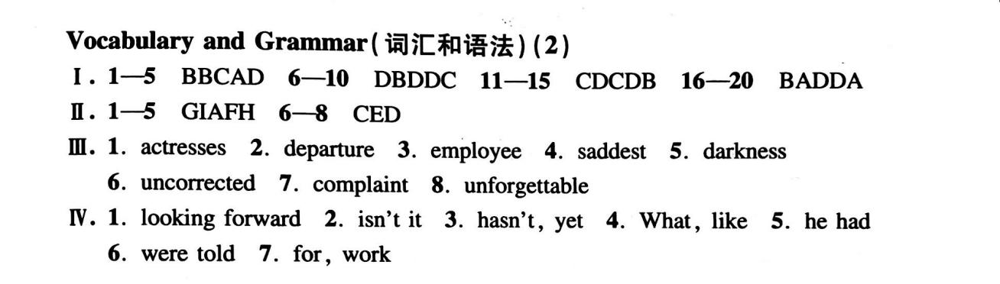 Vocabulary and Grammar(词汇和语法)(2)
Ⅰ. 1—5 BBCAD 6—10 DBDDC 11—15 CDCDB 16—20 BADDA
Ⅱ. 1—5 GIAFH 6—8 CED
Ⅲ. 1. actresses 2. departure 3. employee 4. saddest 5. darkness
6. uncorrected 7. complaint 8. unforgettable
Ⅳ. 1. looking forward 2. isn't it 3. hasn't, yet 4. What, like 5. he had
6. were told 7. for, work